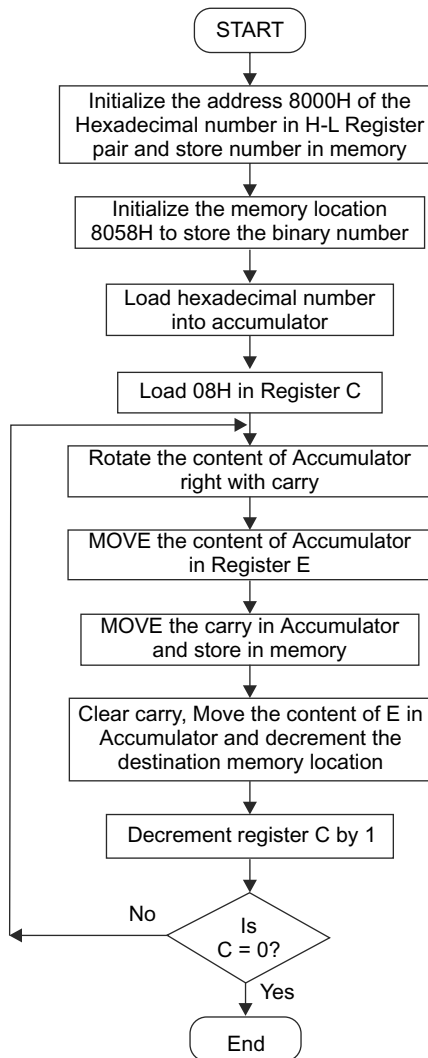 START
Initialize the address 8000H of the
Hexadecimal number in H-L Register
pair and store number in memory
Initialize the memory location
8058H to store the binary number
Load hexadecimal number
into accumulator
Load 08H in Register C
Rotate the content of Accumulator
right with carry
MOVE the content of Accumulator
in Register E
MOVE the carry in Accumulator
and store in memory
Clear carry, Move the content of E in
Accumulator and decrement the
destination memory location
Decrement register C by 1
No
Is
C = 0?
Yes
End